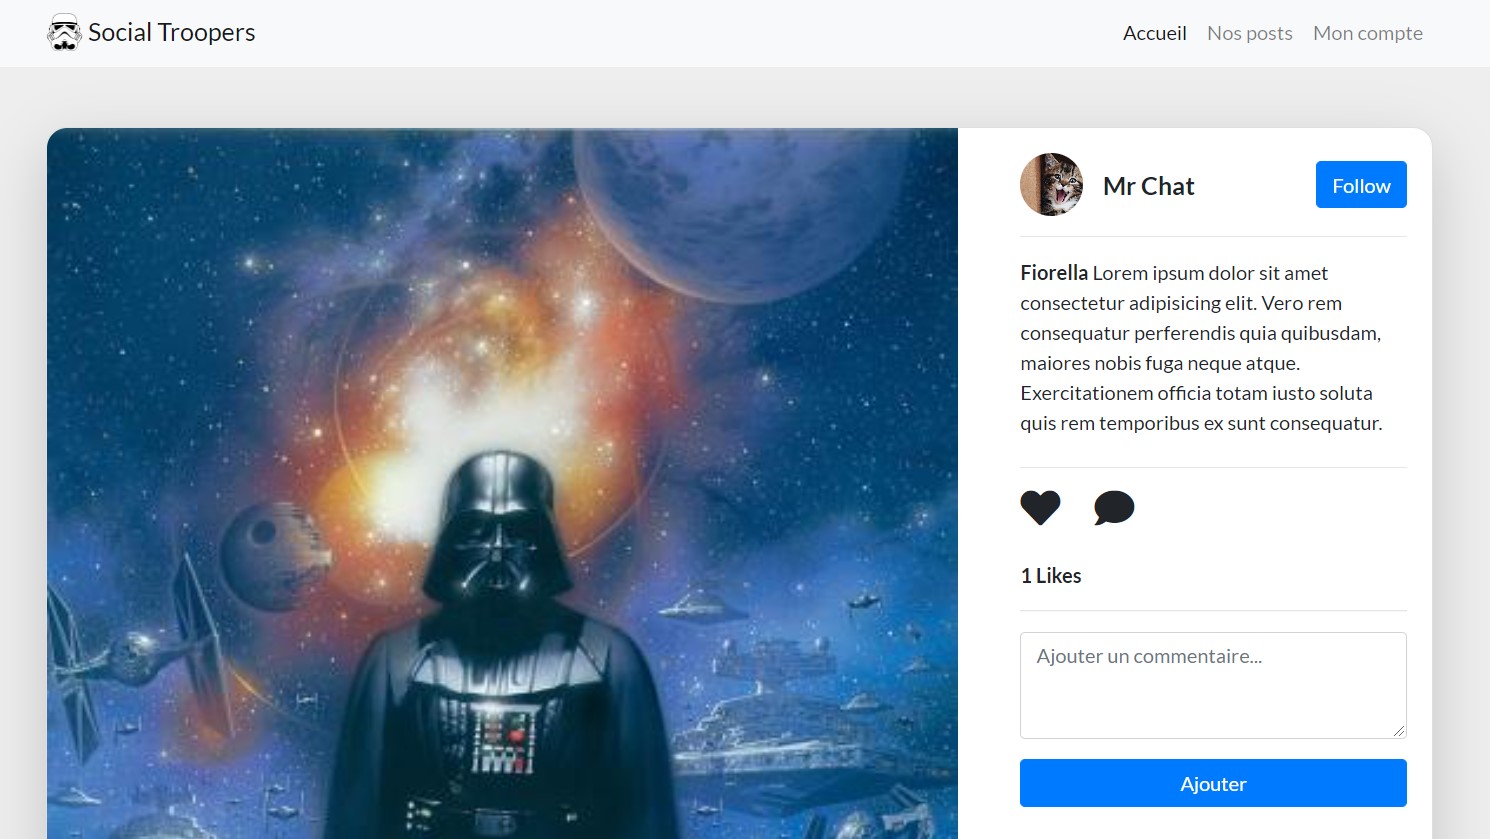 Social Troopers
Accueil Nos posts Mon compte
Mr Chat
Follow
Fiorella Lorem ipsum dolor sit amet
consectetur adipisicing elit. Vero rem
consequatur perferendis quia quibusdam,
maiores nobis fuga neque atque.
Exercitationem officia totam iusto soluta
quis rem temporibus ex sunt consequatur.
1 Likes
Ajouter un commentaire...
Ajouter